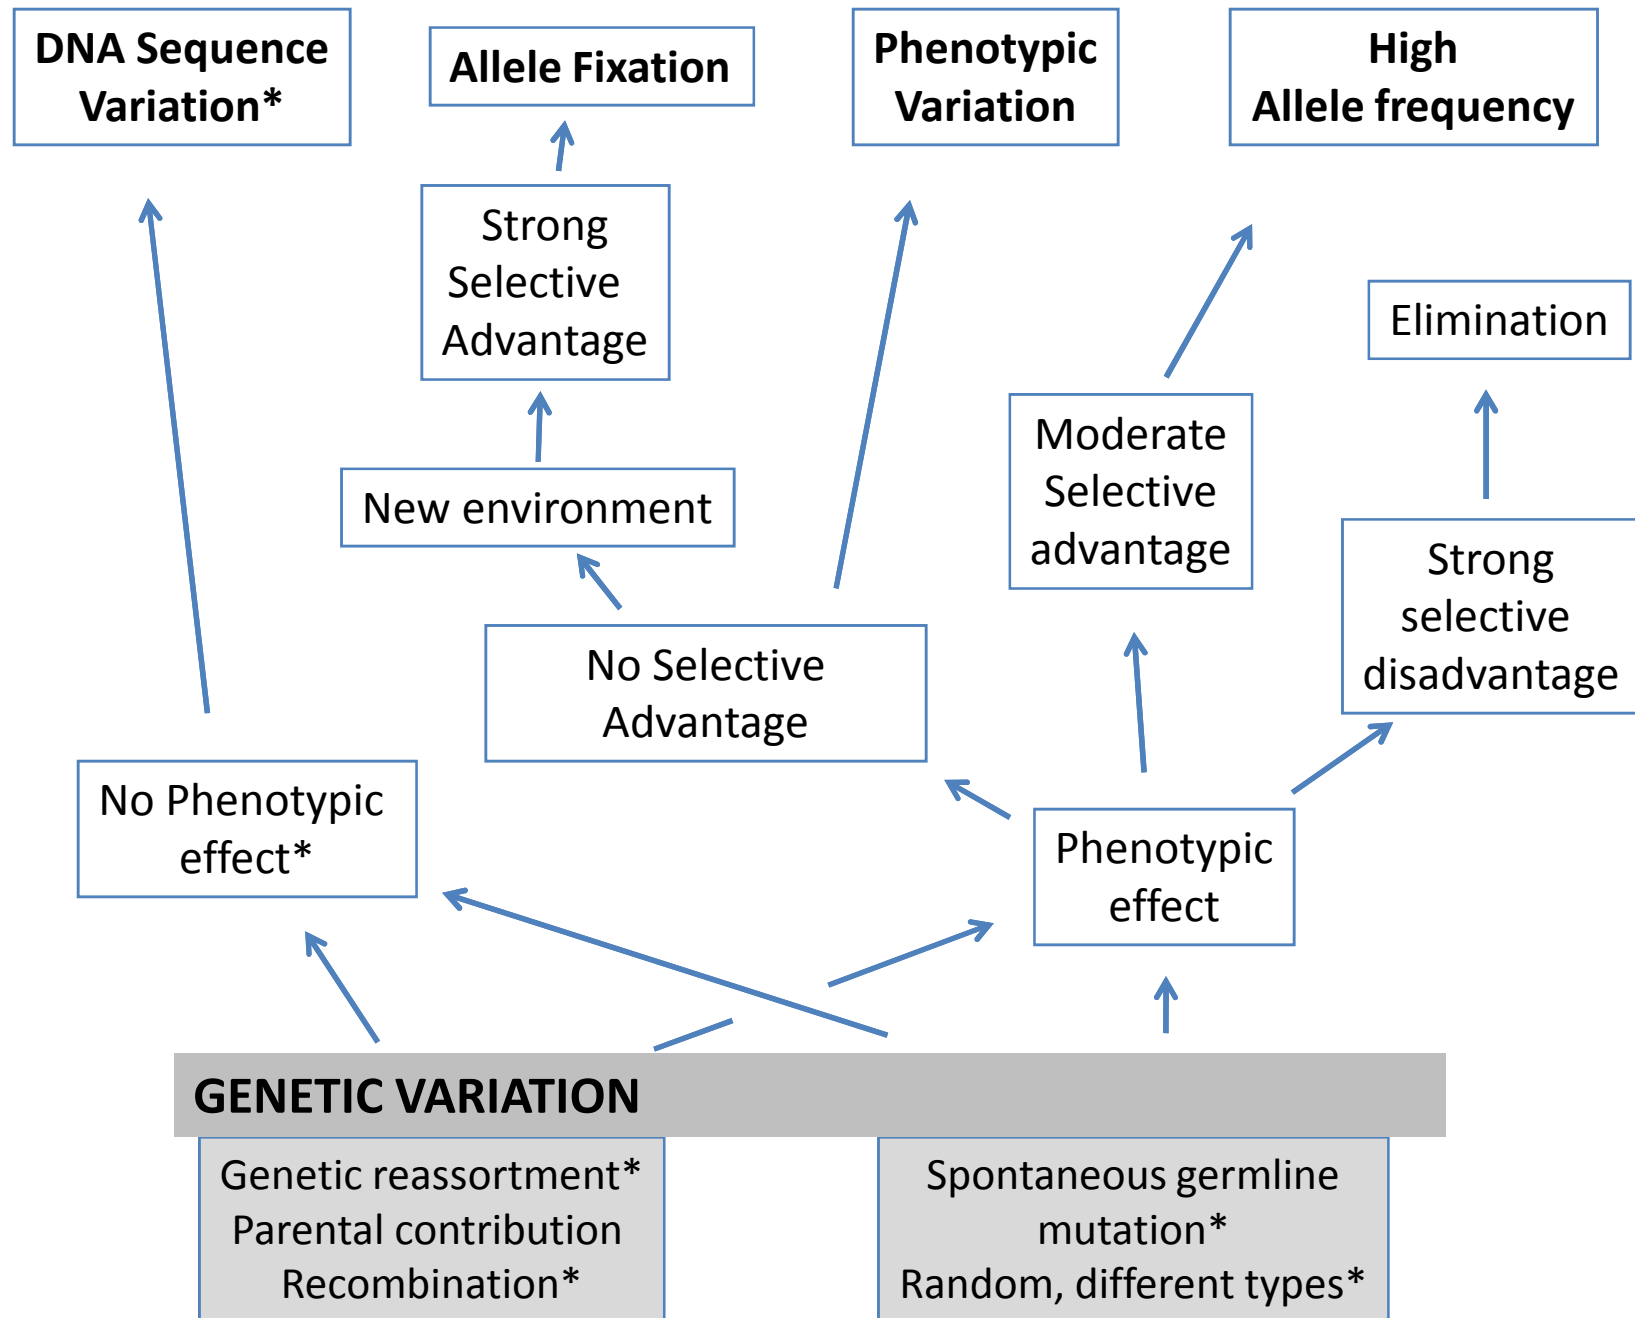 DNA Sequence
Variation*
Allele Fixation
Phenotypic
Variation
High
Allele frequency
Strong
Selective
Advantage
Elimination
Moderate
Selective
advantage
New environment
Strong
selective
disadvantage
No Selective
Advantage
No Phenotypic
effect*
Phenotypic
effect
GENETIC VARIATION
Genetic reassortment*
Parental contribution
Recombination*
Spontaneous germline
mutation*
Random, different types*